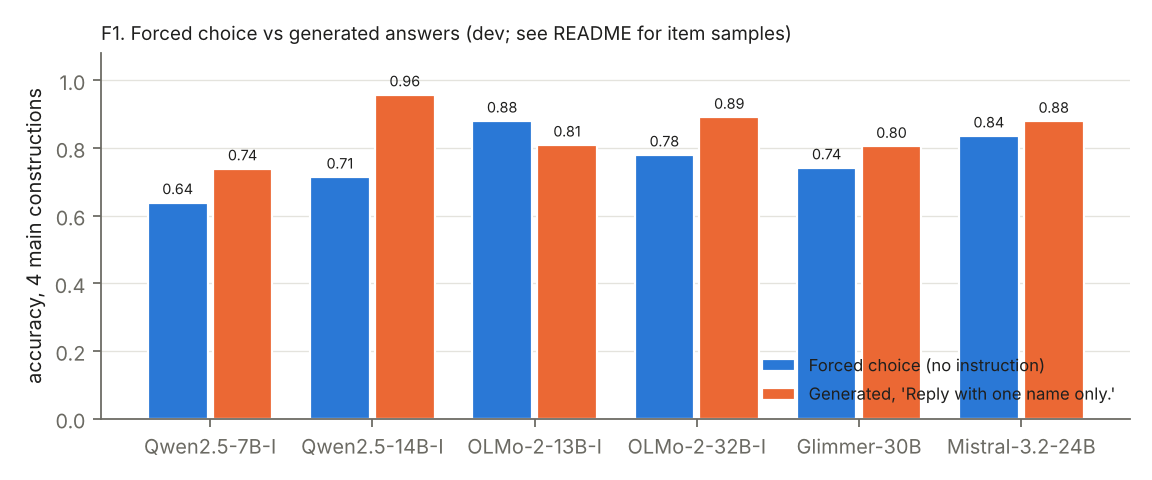 F1. Forced choice vs generated answers (dev; see README for item samples)
accuracy, 4 main constructions
1.0
0.8
0.6
0.4
0.2
0.0
0.64
0.74
0.71
0.96
0.88
0.81
0.78
0.89
0.74
0.80
0.84
0.88
Forced choice (no instruction)
Generated, 'Reply with one name only.'
Qwen2.5-7B-I
Qwen2.5-14B-I
OLMo-2-13B-I
OLMo-2-32B-I
Glimmer-30B
Mistral-3.2-24B